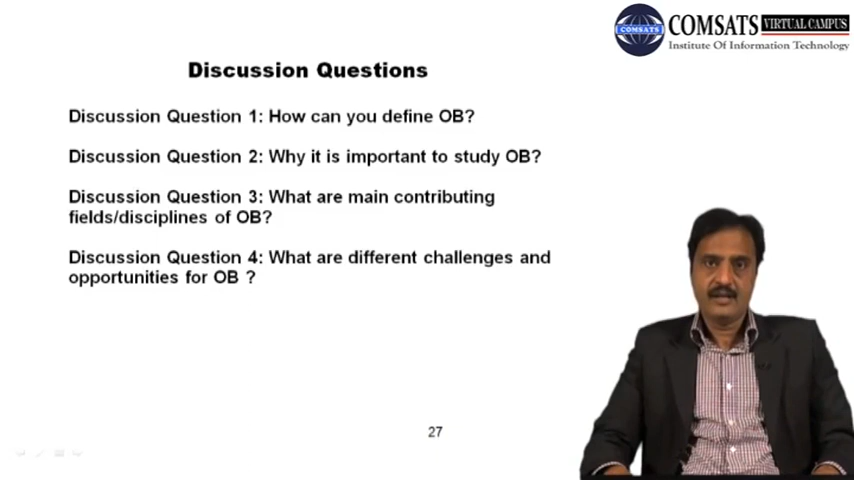 COMSATS VIRTUAL CAMPUS
COMSATS
Institute Of Information Technology
Discussion Questions
Discussion Question 1: How can you define OB?
Discussion Question 2: Why it is important to study OB?
Discussion Question 3: What are main contributing
fields/disciplines of OB?
Discussion Question 4: What are different challenges and
opportunities for OB ?
27